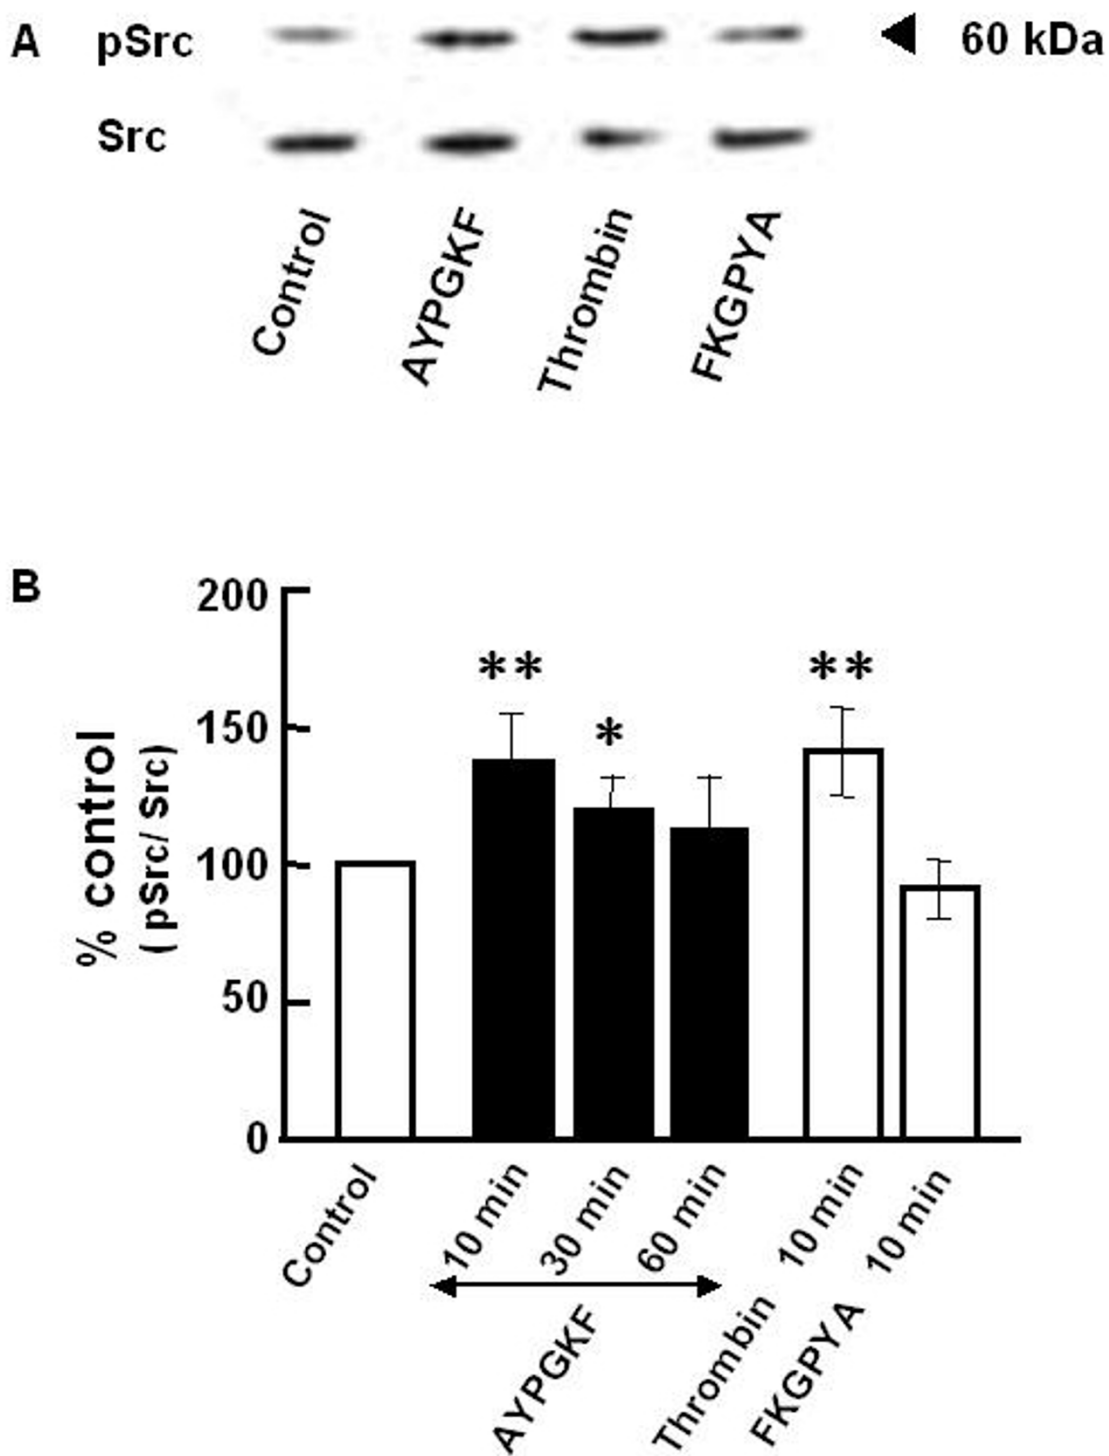 A pSrc 60 kDa
Src
Control AYPGKF Thrombin FKGPYA
B
200
150
100
50
0
% control
(pSrc/ Src)
** * **
Control 10 min 30 min 60 min Thrombin 10 min FKGPYA 10 min
AYPGKF